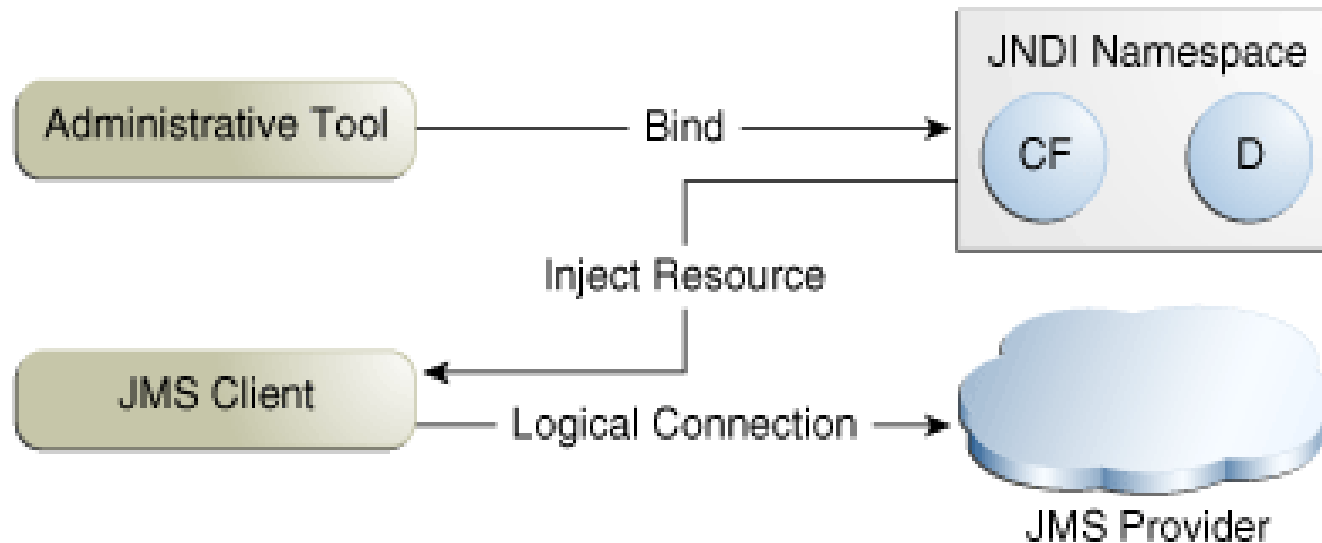 JNDI Namespace
Administrative Tool
Bind
CF
D
Inject Resource
JMS Client
Logical Connection
JMS Provider